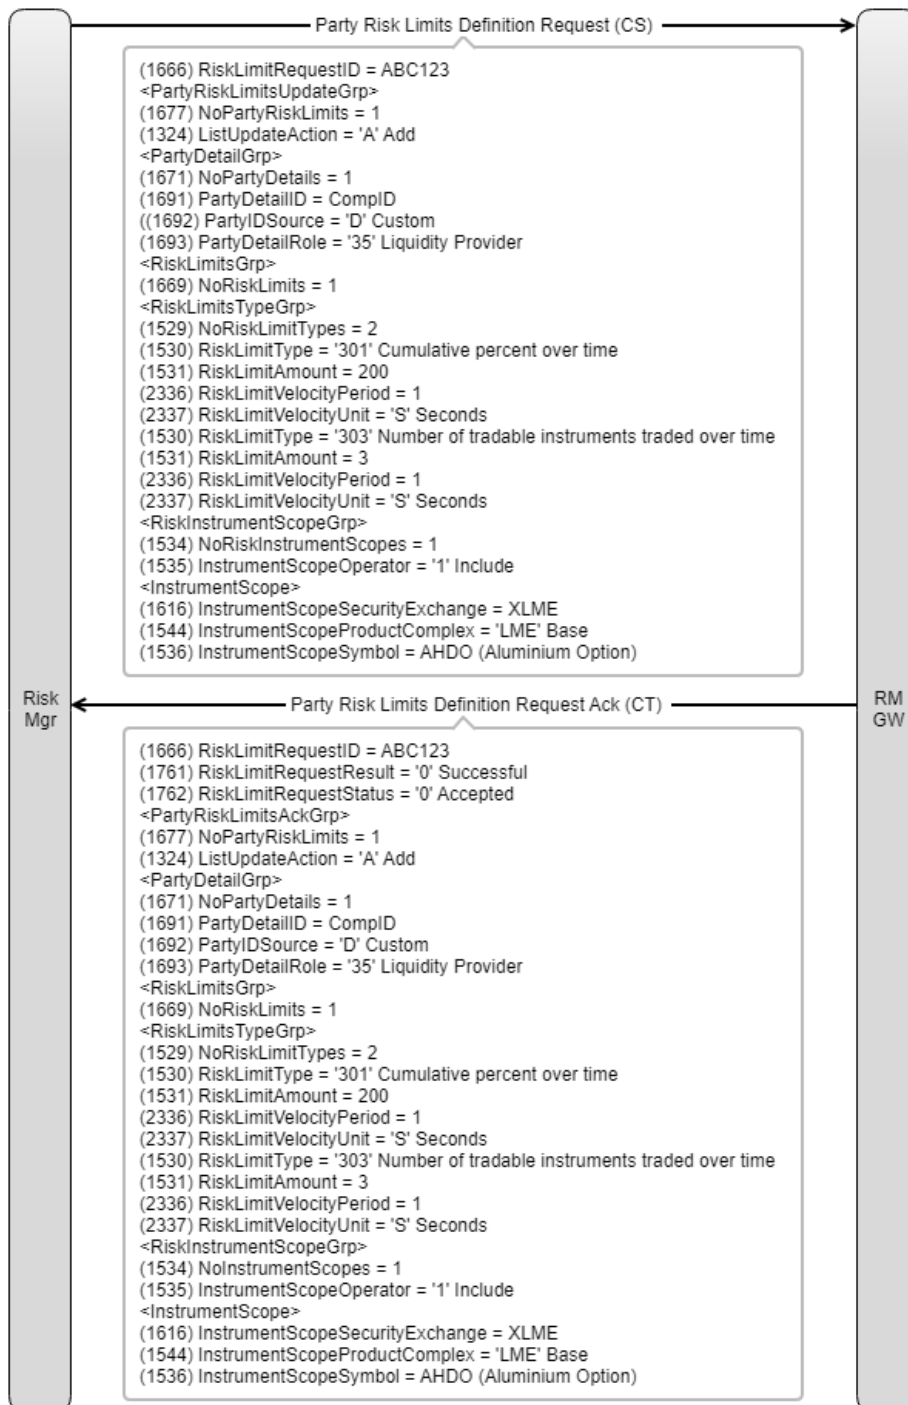 Party Risk Limits Definition Request (CS)
(1666) RiskLimitRequestID = ABC123
<PartyRiskLimitsUpdateGrp>
(1677) NoPartyRiskLimits = 1
(1324) ListUpdateAction = 'A' Add
<PartyDetailGrp>
(1671) NoPartyDetails = 1
(1691) PartyDetailID = CompID
((1692) PartyIDSource = 'D' Custom
(1693) PartyDetailRole = '35' Liquidity Provider
<RiskLimitsGrp>
(1669) NoRiskLimits = 1
<RiskLimitsTypeGrp>
(1529) NoRiskLimitTypes = 2
(1530) RiskLimitType = '301' Cumulative percent over time
(1531) RiskLimitAmount = 200
(2336) RiskLimitVelocityPeriod = 1
(2337) RiskLimitVelocityUnit = 'S' Seconds
(1530) RiskLimitType = '303' Number of tradable instruments traded over time
(1531) RiskLimitAmount = 3
(2336) RiskLimitVelocityPeriod = 1
(2337) RiskLimitVelocityUnit = 'S' Seconds
<RiskInstrumentScopeGrp>
(1534) NoRiskInstrumentScopes = 1
(1535) InstrumentScopeOperator = '1' Include
<InstrumentScope>
(1616) InstrumentScopeSecurityExchange = XLME
(1544) InstrumentScopeProductComplex = 'LME' Base
(1536) InstrumentScopeSymbol = AHDO (Aluminium Option)
Risk
Mgr
Party Risk Limits Definition Request Ack (CT)
RM
GW
(1666) RiskLimitRequestID = ABC123
(1761) RiskLimitRequestResult = '0' Successful
(1762) RiskLimitRequestStatus = '0' Accepted
<PartyRiskLimitsAckGrp>
(1677) NoPartyRiskLimits = 1
(1324) ListUpdateAction = 'A' Add
<PartyDetailGrp>
(1671) NoPartyDetails = 1
(1691) PartyDetailID = CompID
(1692) PartyIDSource = 'D' Custom
(1693) PartyDetailRole = '35' Liquidity Provider
<RiskLimitsGrp>
(1669) NoRiskLimits = 1
<RiskLimitsTypeGrp>
(1529) NoRiskLimitTypes = 2
(1530) RiskLimitType = '301' Cumulative percent over time
(1531) RiskLimitAmount = 200
(2336) RiskLimitVelocityPeriod = 1
(2337) RiskLimitVelocityUnit = 'S' Seconds
(1530) RiskLimitType = '303' Number of tradable instruments traded over time
(1531) RiskLimitAmount = 3
(2336) RiskLimitVelocityPeriod = 1
(2337) RiskLimitVelocityUnit = 'S' Seconds
<RiskInstrumentScopeGrp>
(1534) NoInstrumentScopes = 1
(1535) InstrumentScopeOperator = '1' Include
<InstrumentScope>
(1616) InstrumentScopeSecurityExchange = XLME
(1544) InstrumentScopeProductComplex = 'LME' Base
(1536) InstrumentScopeSymbol = AHDO (Aluminium Option)